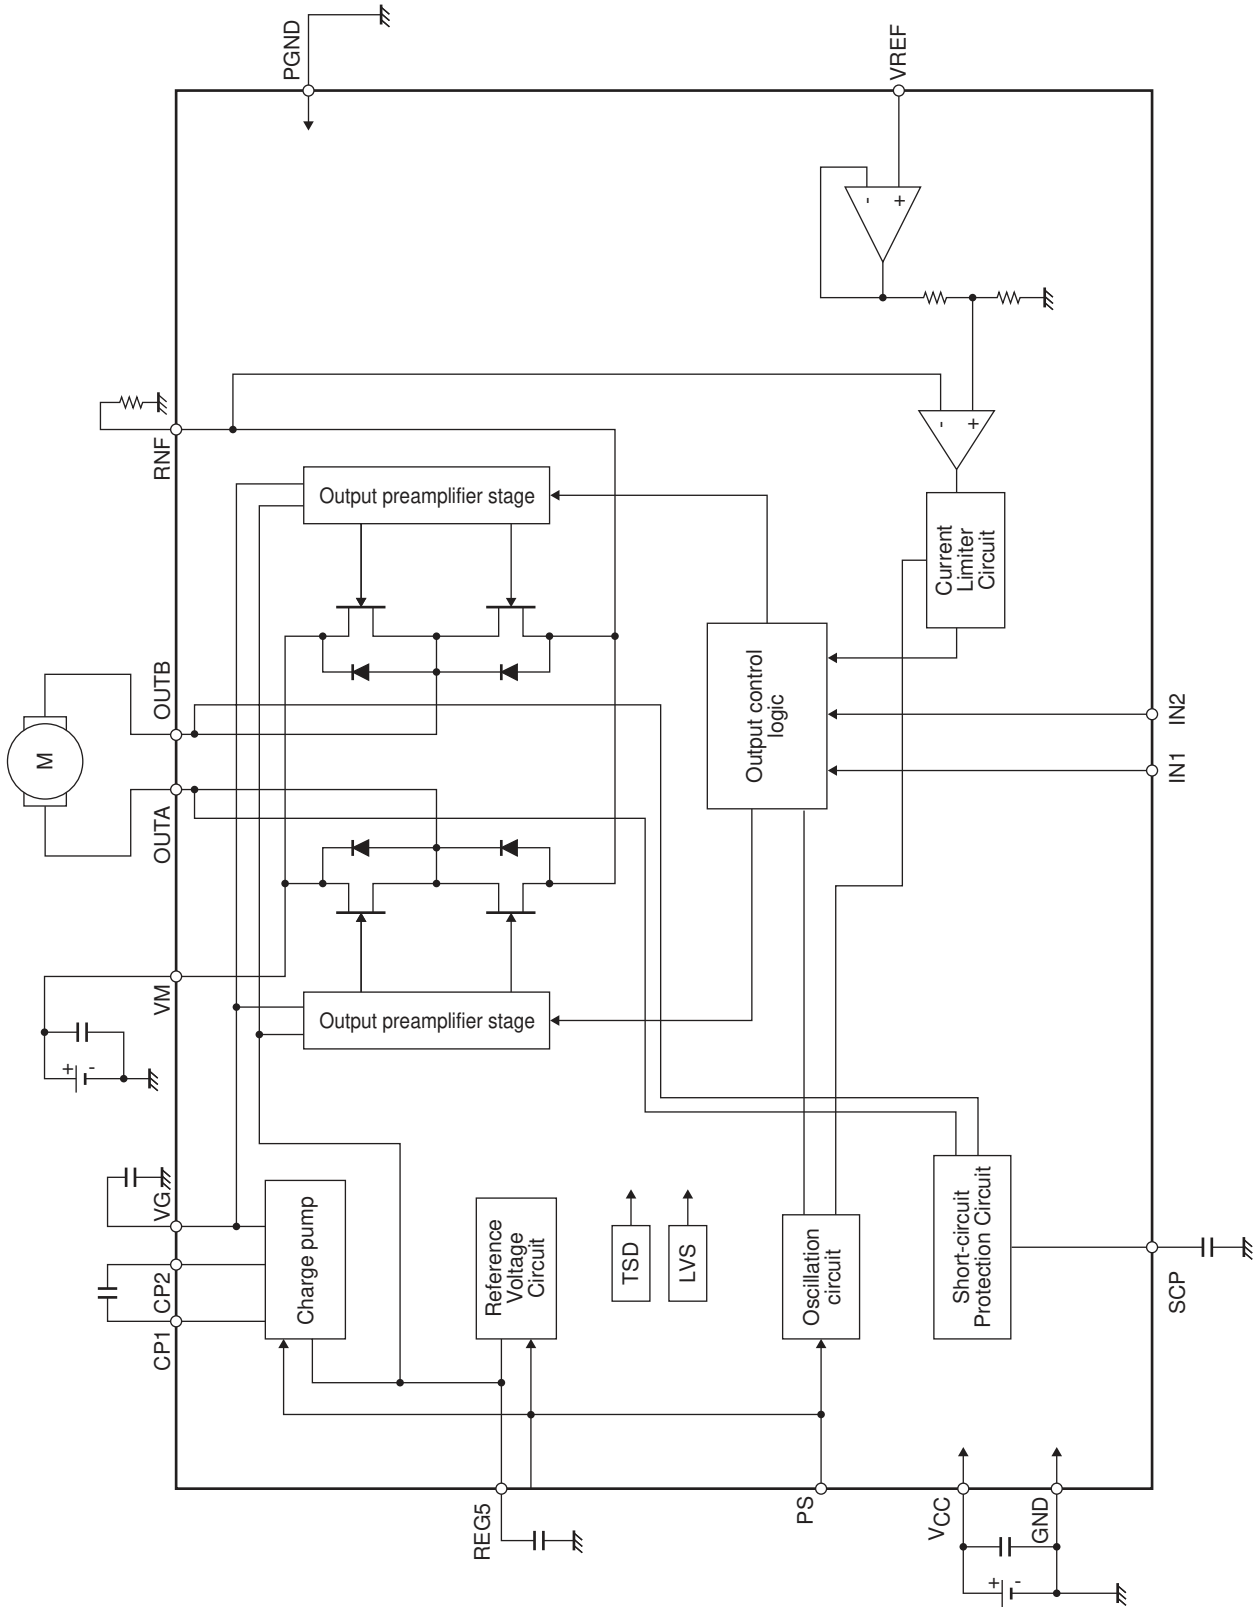 PGND
VREF
-
+
RNF
-
+
Output preamplifier stage
Current
Limiter
Circuit
OUTB
M
OUTA
Output control
logic
IN2
IN1
VM
Output preamplifier stage
+
-
VG
CP2
CP1
Charge pump
Reference
Voltage
Circuit
TSD
LVS
Oscillation
circuit
Short-circuit
Protection Circuit
SCP
REG5
PS
VCC
GND
+
-